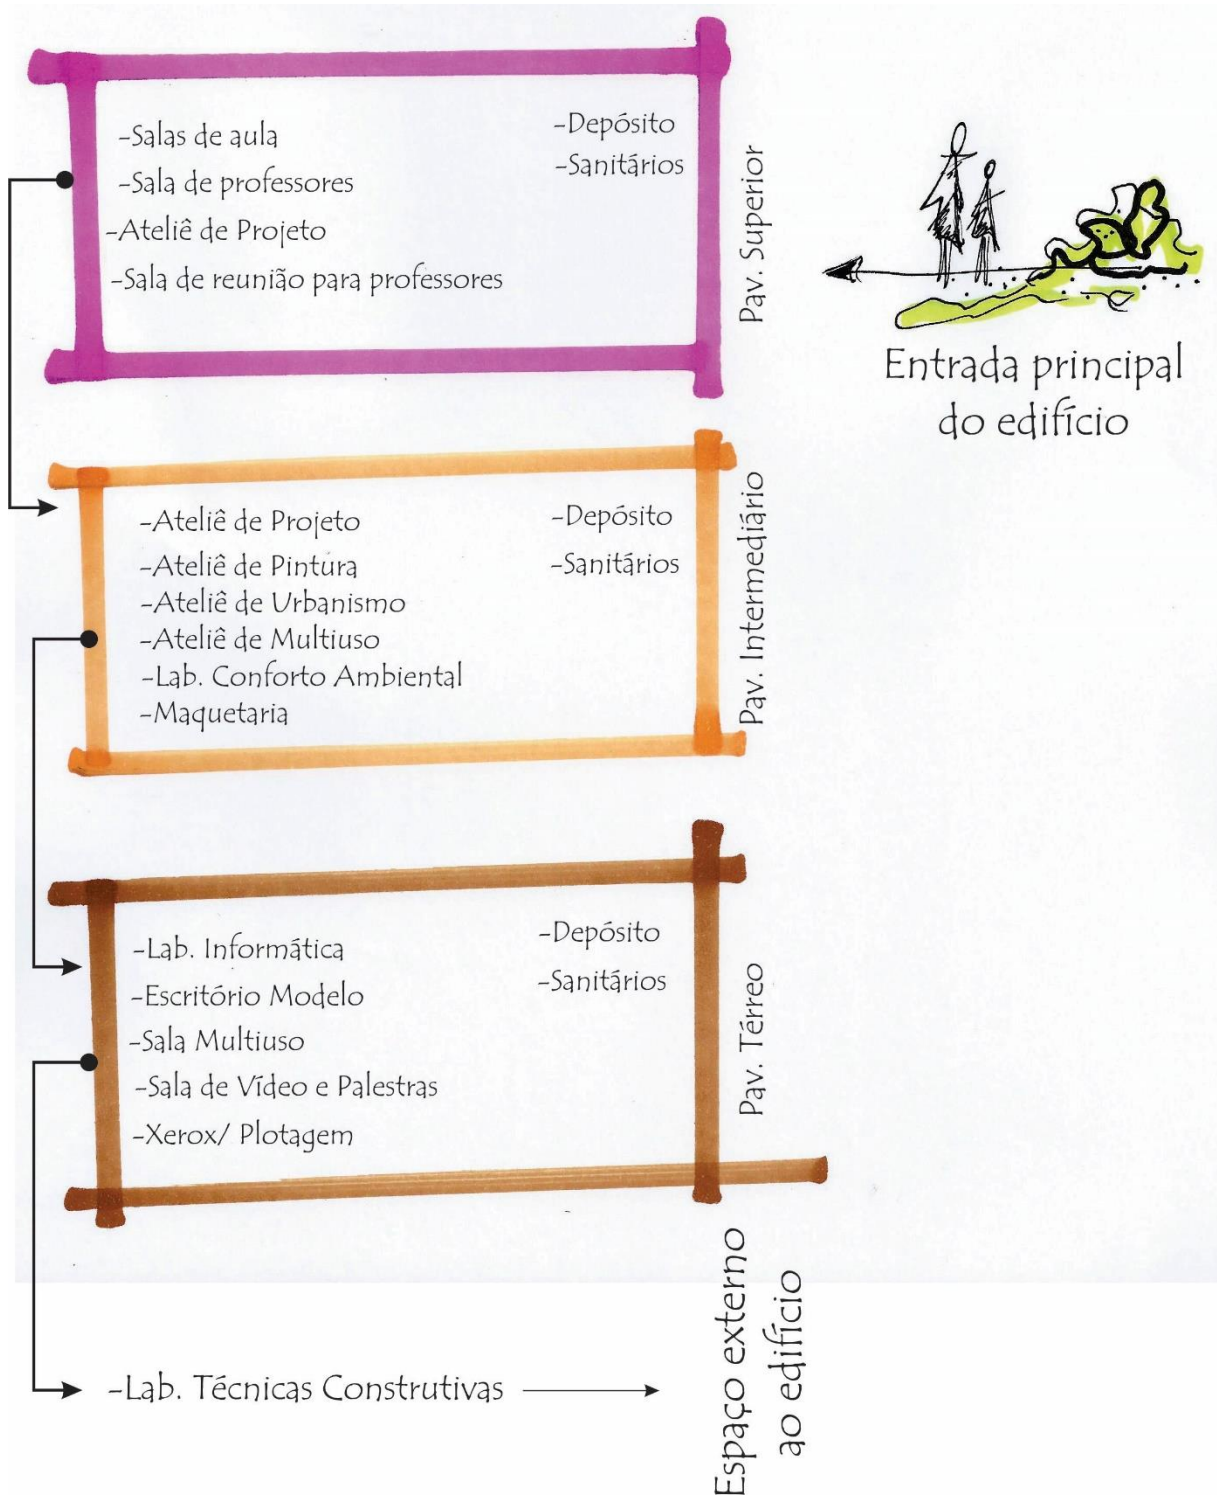 -Salas de aula
-Sala de professores
-Ateliê de Projeto
-Sala de reunião para professores
-Depósito
-Sanitários
Pav. Superior
Entrada principal
do edifício
-Ateliê de Projeto
-Ateliê de Pintura
-Ateliê de Urbanismo
-Ateliê de Multiuso
-Lab. Conforto Ambiental
-Maquetaria
-Depósito
-Sanitários
Pav. Intermediário
-Lab. Informática
-Escritório Modelo
-Sala Multiuso
-Sala de Vídeo e Palestras
-Xerox/ Plotagem
-Depósito
-Sanitários
Pav. Térreo
-Lab. Técnicas Construtivas
Espaço externo
ao edifício